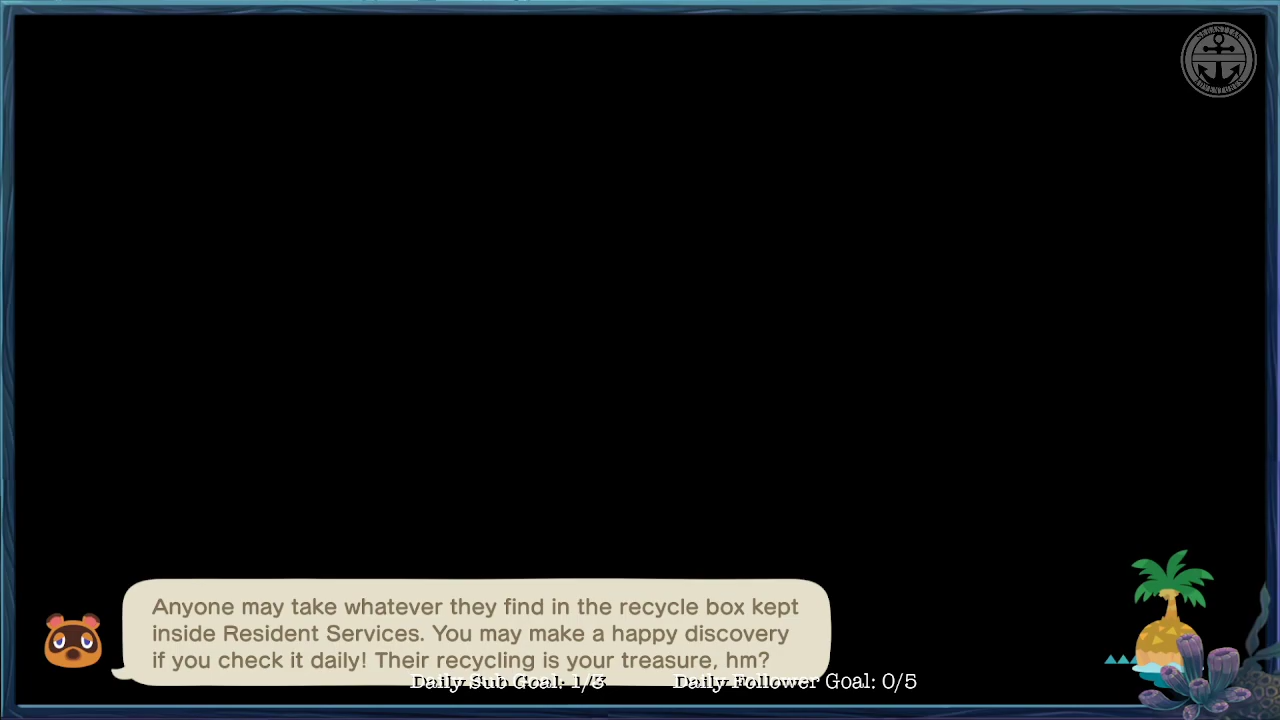 Anyone may take whatever they find in the recycle box kept
inside Resident Services. You may make a happy discovery
if you check it daily! Their recycling is your treasure, hm?
Daily Sub Goal: 1/3
Daily Follower Goal: 0/5